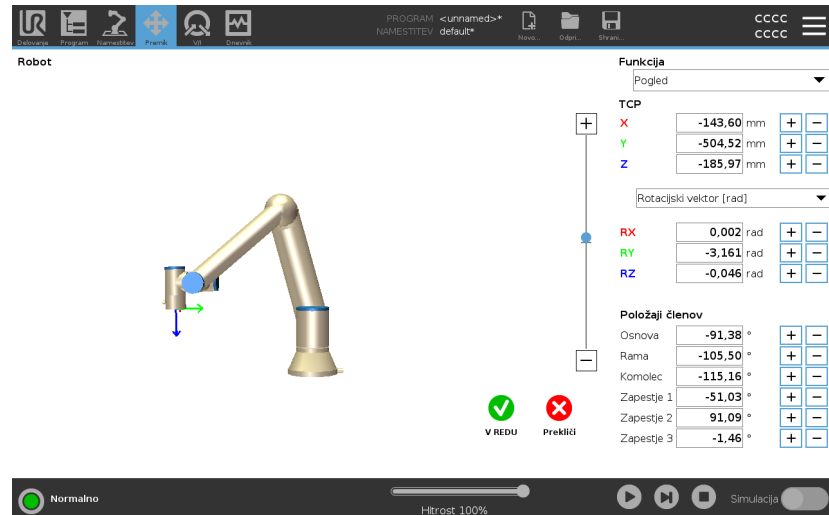 PROGRAM <unnamed>*
NAMESTITEV default*
Delovanje Program Namestitev Premik V/I Dnevnik
Novo... Odpri... Shrani...
cccc
cccc
Robot
Funkcija
Pogled
TCP
X -143,60 mm + −
Y -504,52 mm + −
Z -185,97 mm + −
Rotacijski vektor [rad]
RX 0,002 rad + −
RY -3,161 rad + −
RZ -0,046 rad + −
Položaji členov
Osnova -91,38 ° + −
Rama -105,50 ° + −
Komolec -115,16 ° + −
Zapestje 1 -51,03 ° + −
Zapestje 2 91,09 ° + −
Zapestje 3 -1,46 ° + −
V REDU Prekliči
Normalno
Hitrost 100%
Simulacija